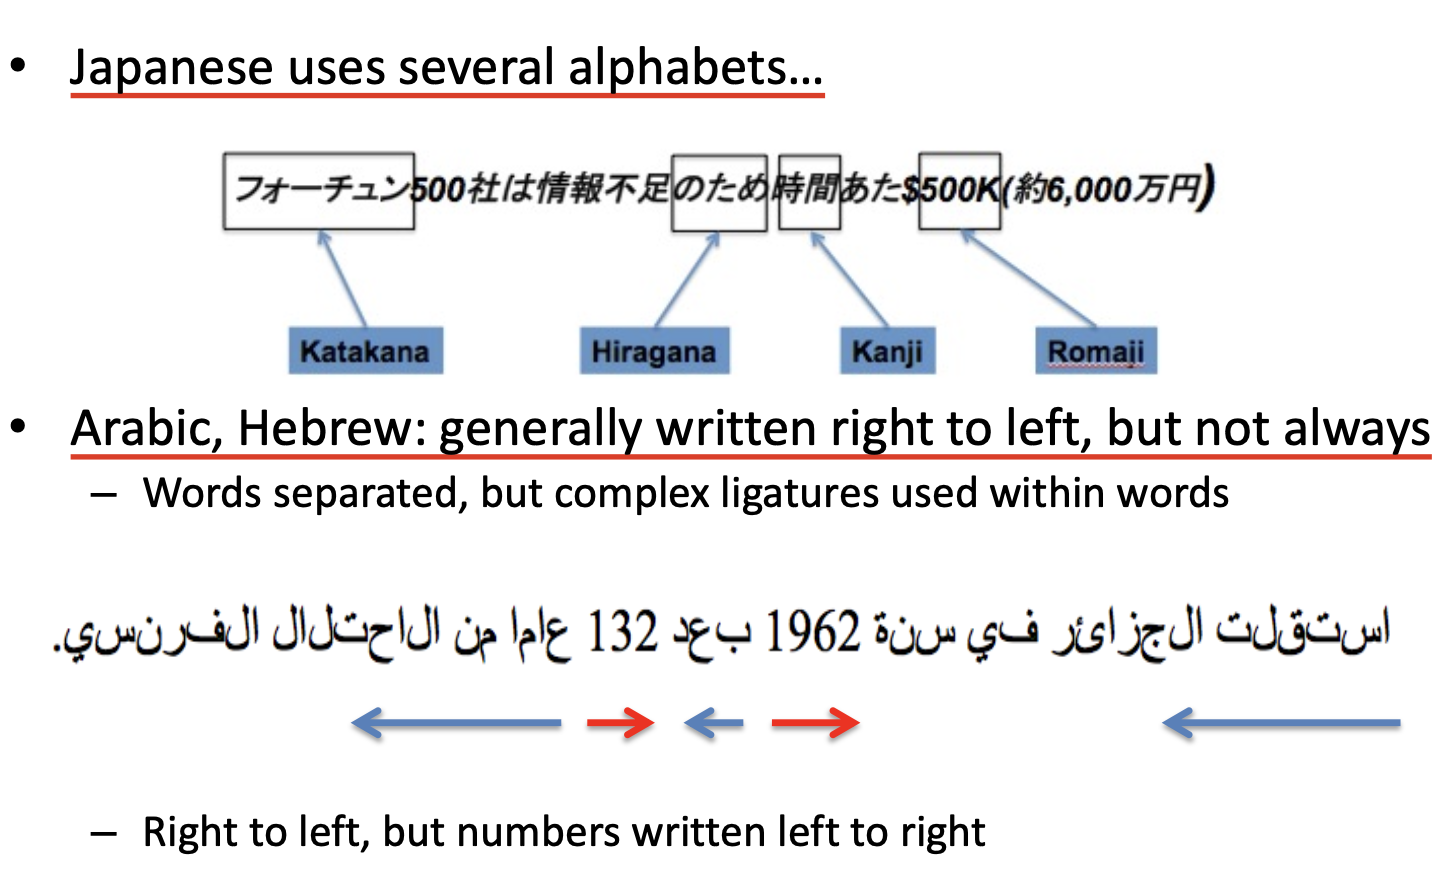 • Japanese uses several alphabets…
フォーチュン500社は情報不足のため時間あた$500K(約6,000万円)
Katakana
Hiragana
Kanji
Romaji
• Arabic, Hebrew: generally written right to left, but not always
– Words separated, but complex ligatures used within words
استقلت الجزائر في سنة 1962 بعد 132 عاما من الاحتلال الفرنسي.
– Right to left, but numbers written left to right